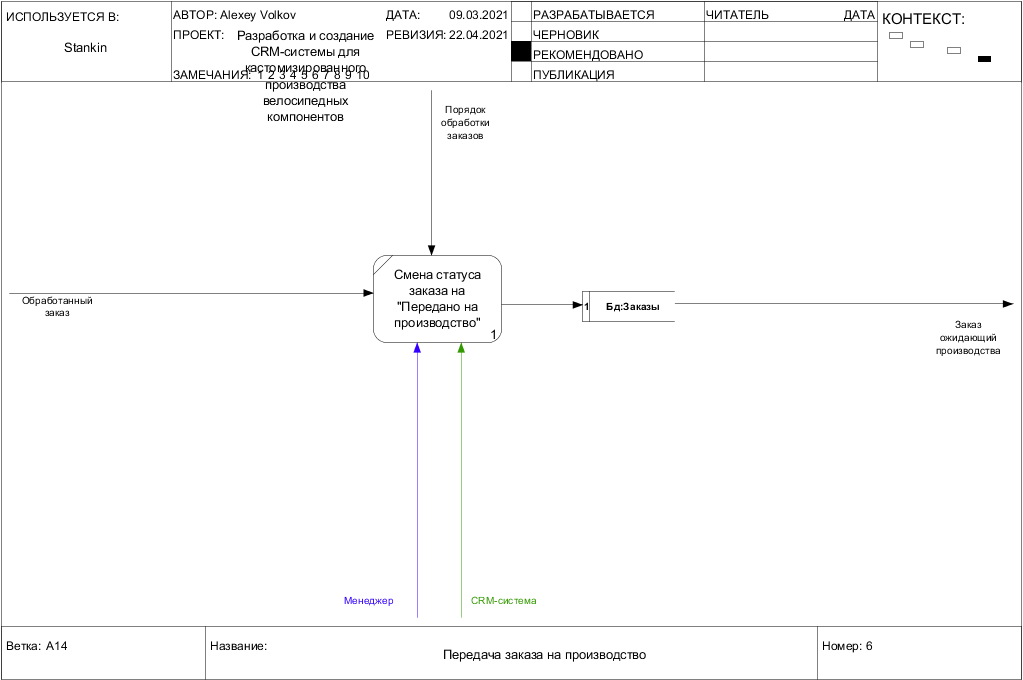 ИСПОЛЬЗУЕТСЯ В:
Stankin
АВТОР: Alexey Volkov
ДАТА: 09.03.2021
ПРОЕКТ: Разработка и создание
CRM-системы для
кастомизированного
производства
велосипедных
компонентов
РЕВИЗИЯ: 22.04.2021
ЗАМЕЧАНИЯ: 1 2 3 4 5 6 7 8 9 10
РАЗРАБАТЫВАЕТСЯ
ЧЕРНОВИК
РЕКОМЕНДОВАНО
ПУБЛИКАЦИЯ
ЧИТАТЕЛЬ ДАТА
КОНТЕКСТ:
Порядок
обработки
заказов
Обработанный
заказ
Смена статуса
заказа на
"Передано на
производство"
1
1 Бд:Заказы
Заказ
ожидающий
производства
Менеджер
CRM-система
Ветка: A14
Название:
Передача заказа на производство
Номер: 6